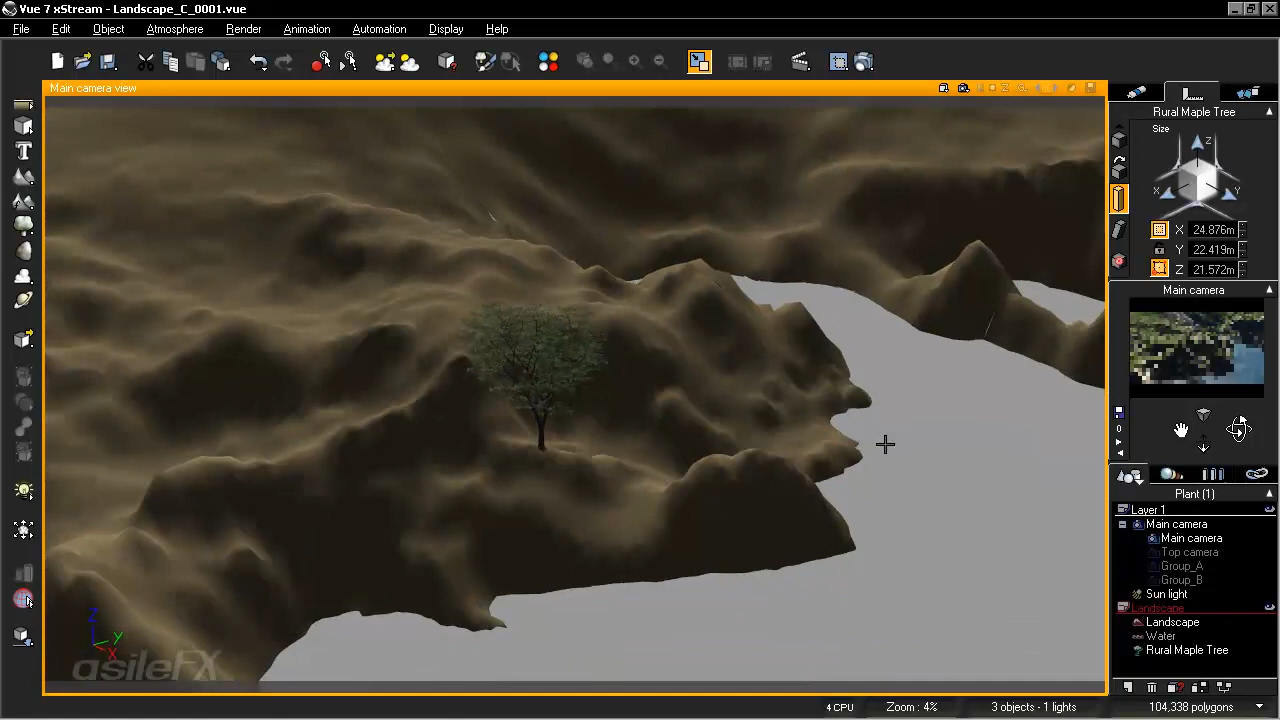 Vue 7 xStream - Landscape_C_0001.vue
File Edit Object Atmosphere Render Animation Automation Display Help
Main camera view
Rural Maple Tree
Size
Z
X Y
X 24.876m
Y 22.419m
Z 21.572m
Main camera
0
Plant (1)
Layer 1
Main camera
Main camera
Top camera
Group_A
Group_B
Sun light
Landscape
Landscape
Water
Rural Maple Tree
Z
Y
X
asileFX
4 CPU Zoom : 4% 3 objects - 1 lights 104,338 polygons